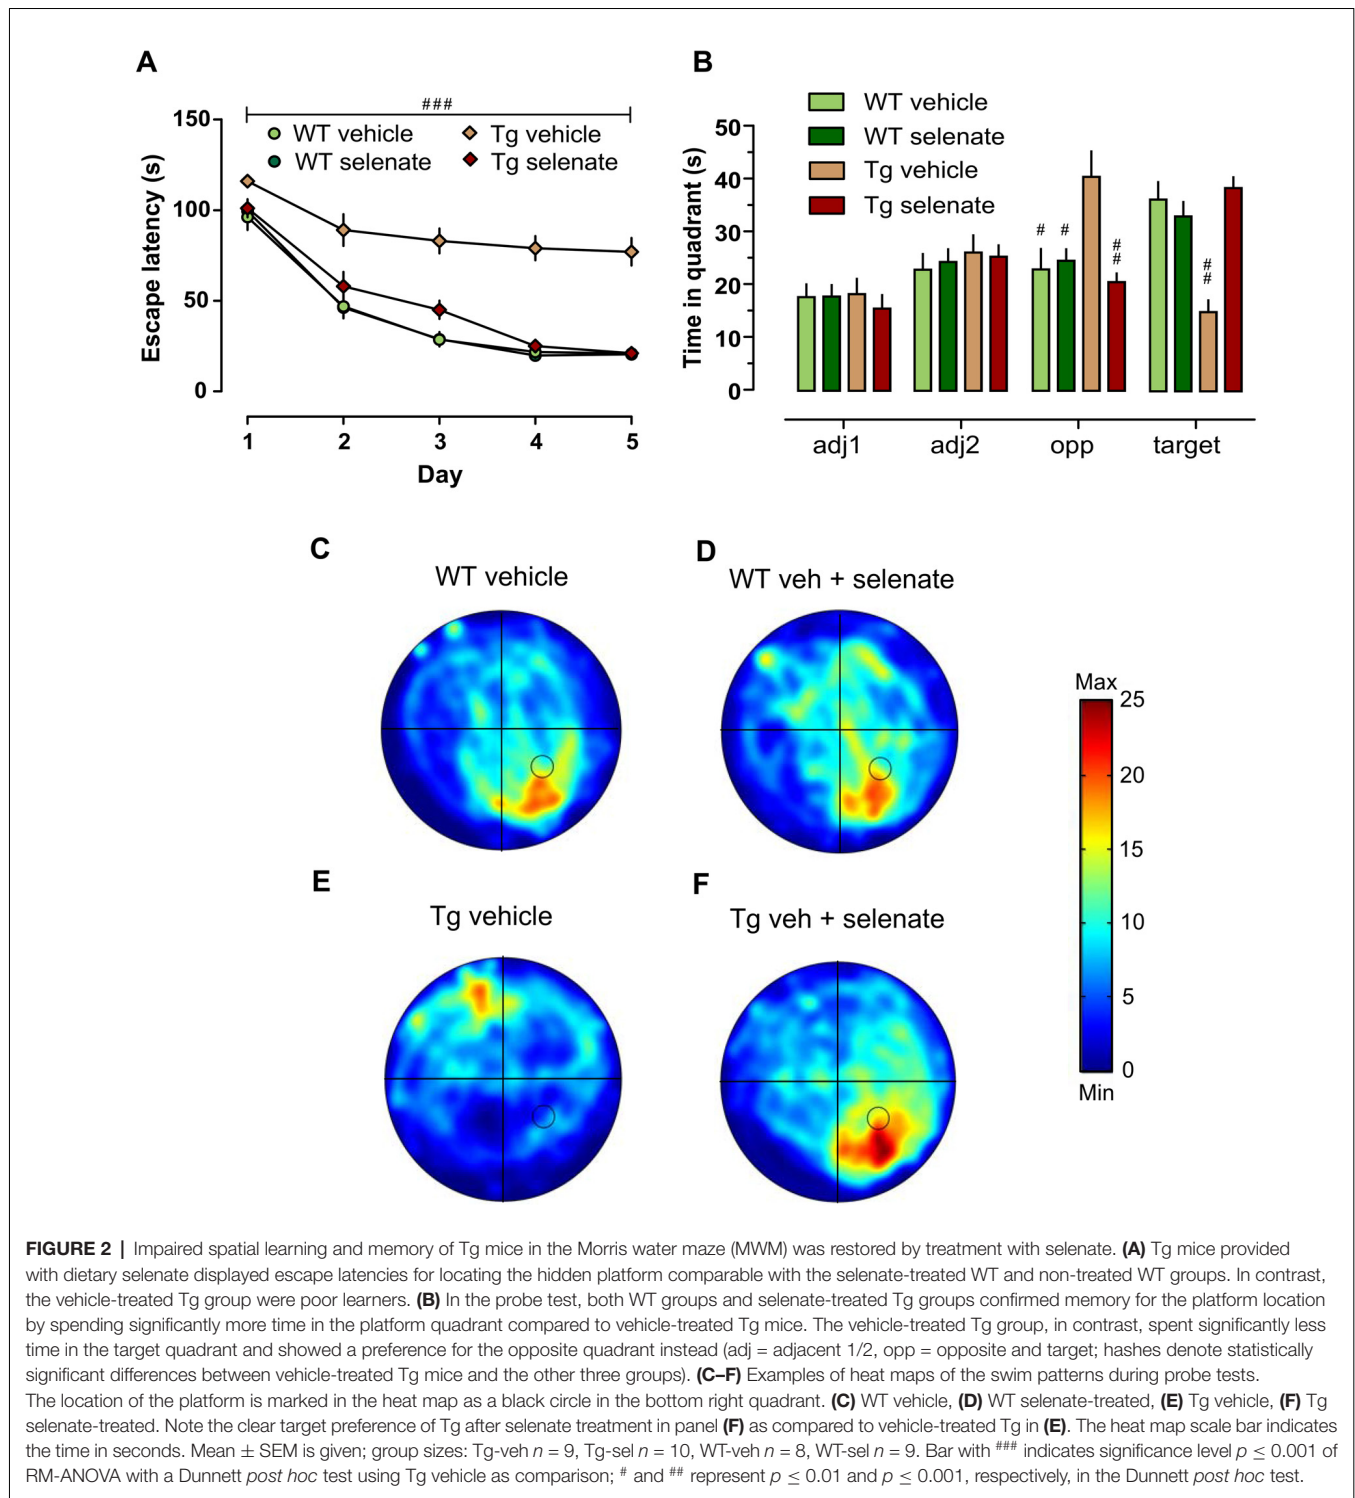 A
###
150
WT vehicle
Tg vehicle
WT selenate
Tg selenate
100
50
0
Escape latency (s)
1 2 3 4 5
Day
B
WT vehicle
WT selenate
Tg vehicle
Tg selenate
50
40
30
20
10
0
Time in quadrant (s)
# # ## ##
adj1 adj2 opp target
C
WT vehicle
D
WT veh + selenate
E
Tg vehicle
F
Tg veh + selenate
Max
25
20
15
10
5
0
Min
FIGURE 2 | Impaired spatial learning and memory of Tg mice in the Morris water maze (MWM) was restored by treatment with selenate. (A) Tg mice provided
with dietary selenate displayed escape latencies for locating the hidden platform comparable with the selenate-treated WT and non-treated WT groups. In contrast,
the vehicle-treated Tg group were poor learners. (B) In the probe test, both WT groups and selenate-treated Tg groups confirmed memory for the platform location
by spending significantly more time in the platform quadrant compared to vehicle-treated Tg mice. The vehicle-treated Tg group, in contrast, spent significantly less
time in the target quadrant and showed a preference for the opposite quadrant instead (adj = adjacent 1/2, opp = opposite and target; hashes denote statistically
significant differences between vehicle-treated Tg mice and the other three groups). (C–F) Examples of heat maps of the swim patterns during probe tests.
The location of the platform is marked in the heat map as a black circle in the bottom right quadrant. (C) WT vehicle, (D) WT selenate-treated, (E) Tg vehicle, (F) Tg
selenate-treated. Note the clear target preference of Tg after selenate treatment in panel (F) as compared to vehicle-treated Tg in (E). The heat map scale bar indicates
the time in seconds. Mean ± SEM is given; group sizes: Tg-veh n = 9, Tg-sel n = 10, WT-veh n = 8, WT-sel n = 9. Bar with ### indicates significance level p ≤ 0.001 of
RM-ANOVA with a Dunnett post hoc test using Tg vehicle as comparison; # and ## represent p ≤ 0.01 and p ≤ 0.001, respectively, in the Dunnett post hoc test.